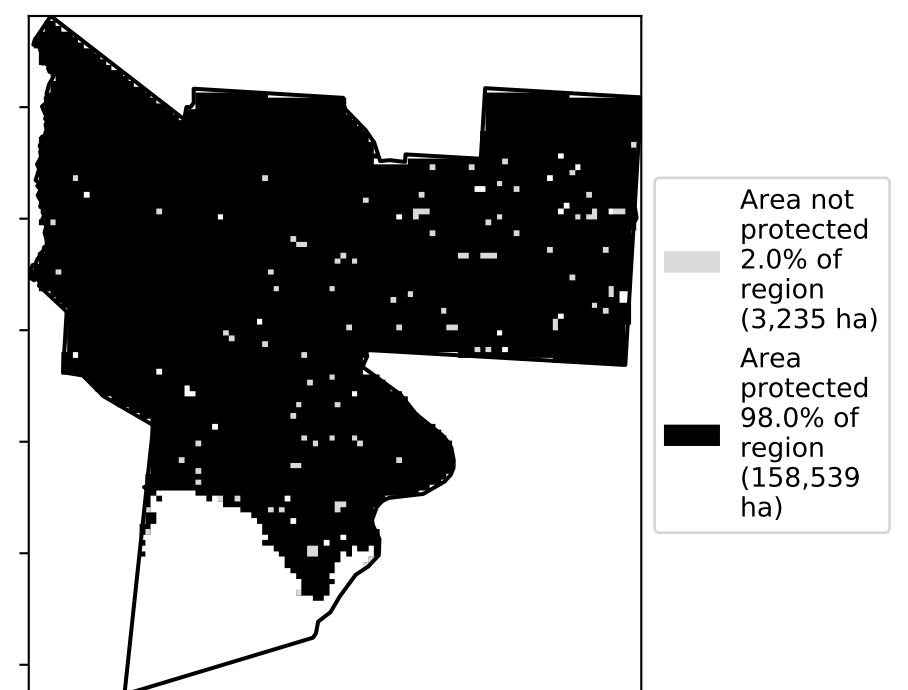 Area not
protected
2.0% of
region
(3,235 ha)
Area
protected
98.0% of
region
(158,539
ha)